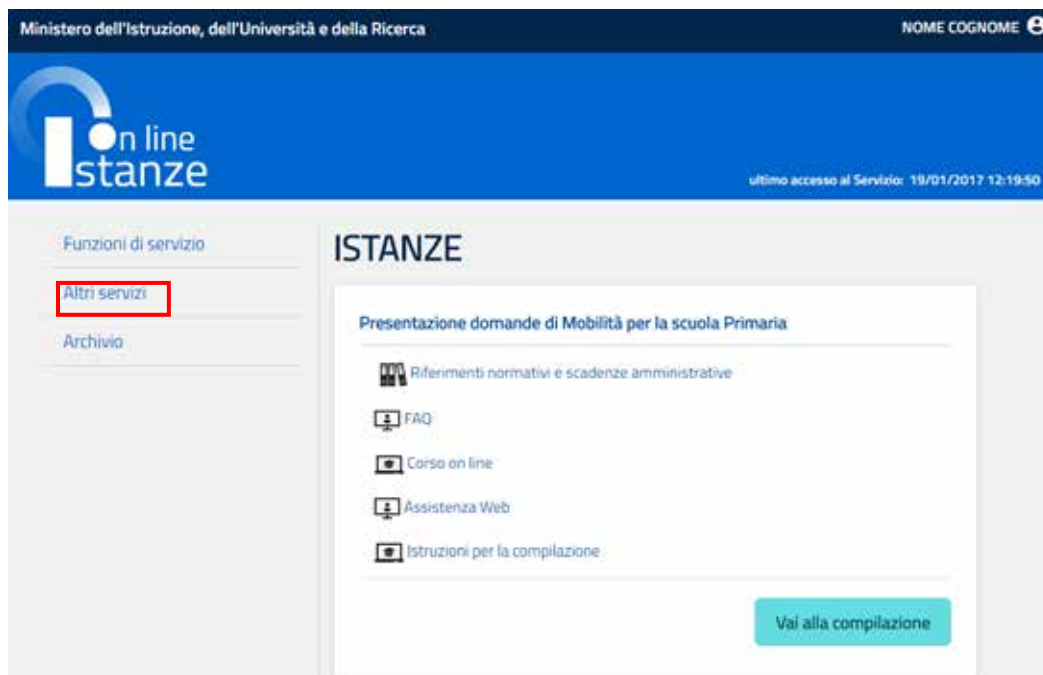 Ministero dell'Istruzione, dell'Università e della Ricerca
NOME COGNOME
On line
Istanze
ultimo accesso al Servizio: 19/01/2017 12:19:50
Funzioni di servizio
Altri servizi
Archivio
ISTANZE
Presentazione domande di Mobilità per la scuola Primaria
Riferimenti normativi e scadenze amministrative
FAQ
Corso on line
Assistenza Web
Istruzioni per la compilazione
Vai alla compilazione